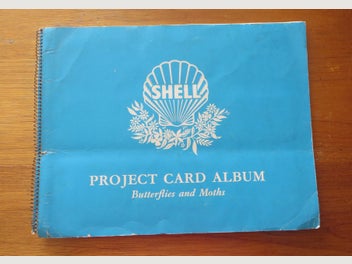 SHELL
PROJECT CARD ALBUM
Butterflies and Moths